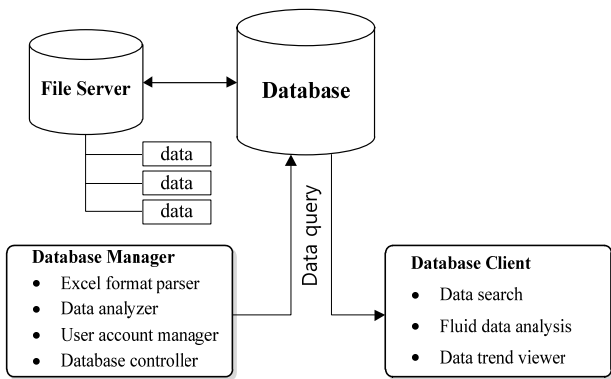 File Server
Database
data
data
data
Data query
Database Manager
• Excel format parser
• Data analyzer
• User account manager
• Database controller
Database Client
• Data search
• Fluid data analysis
• Data trend viewer